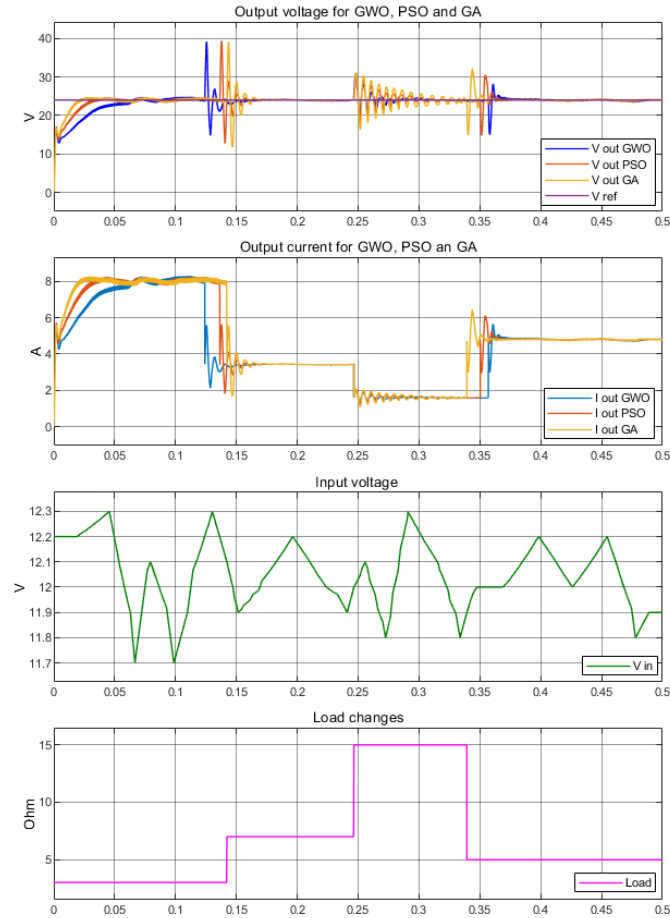 Output voltage for GWO, PSO and GA
40
30
20
10
0
V
V out GWO
V out PSO
V out GA
V ref
0 0.05 0.1 0.15 0.2 0.25 0.3 0.35 0.4 0.45 0.5
Output current for GWO, PSO an GA
8
6
4
2
0
A
I out GWO
I out PSO
I out GA
0 0.05 0.1 0.15 0.2 0.25 0.3 0.35 0.4 0.45 0.5
Input voltage
12.3
12.2
12.1
12
11.9
11.8
11.7
V
V in
0 0.05 0.1 0.15 0.2 0.25 0.3 0.35 0.4 0.45 0.5
Load changes
15
10
5
Ohm
Load
0 0.05 0.1 0.15 0.2 0.25 0.3 0.35 0.4 0.45 0.5